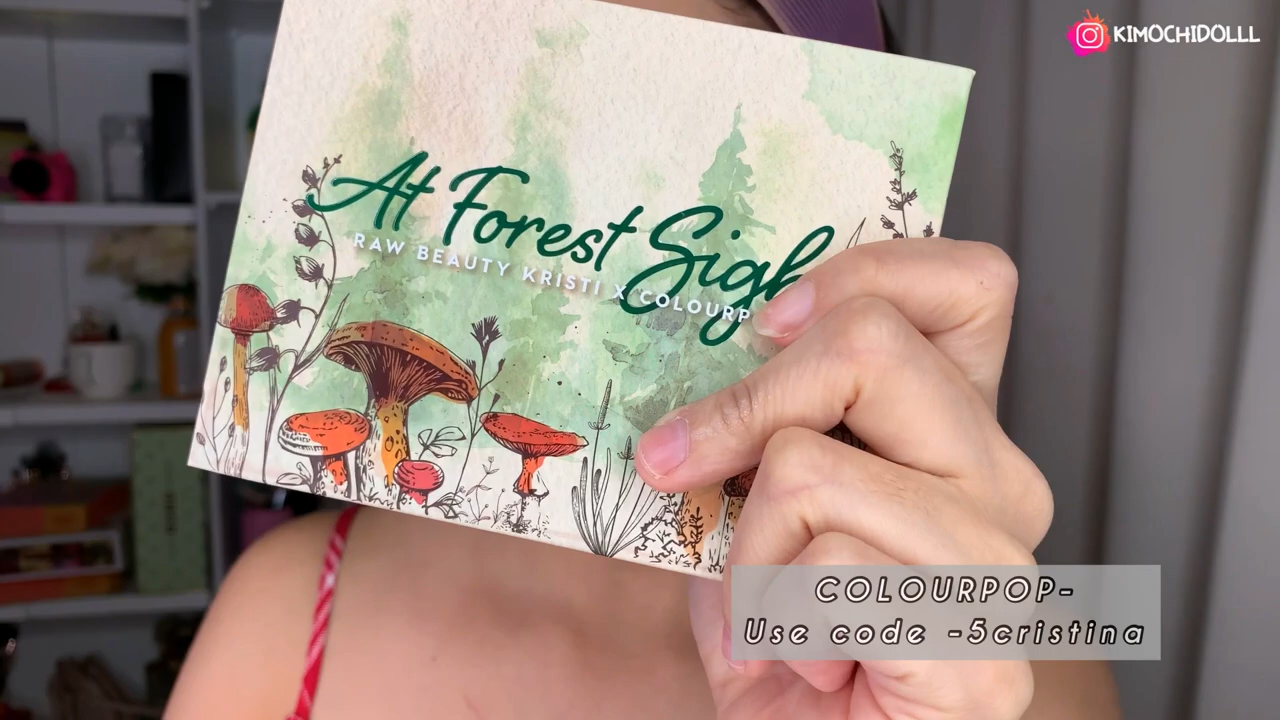 KIMOCHIDOLLL
At Forest Sigh
RAW BEAUTY KRISTI X COLOURP
COLOURPOP-
Use code -5cristina